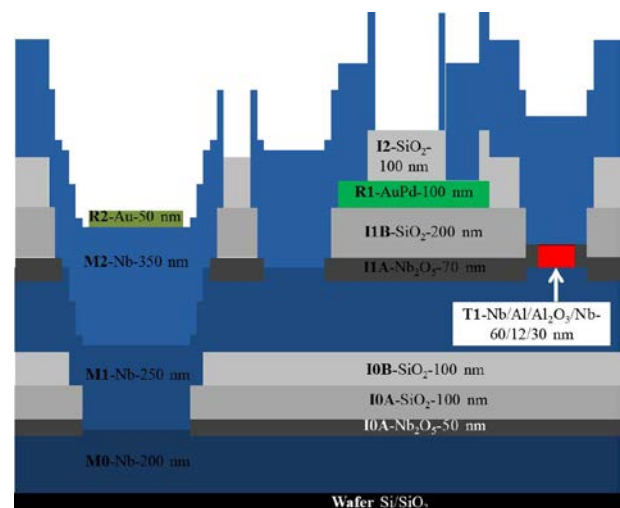 I2-SiO₂-
100 nm
R1-AuPd-100 nm
R2-Au-50 nm
I1B-SiO₂-200 nm
M2-Nb-350 nm
I1A-Nb₂O₅-70 nm
T1-Nb/Al/Al₂O₃/Nb-
60/12/30 nm
M1-Nb-250 nm
I0B-SiO₂-100 nm
I0A-SiO₂-100 nm
I0A-Nb₂O₅-50 nm
M0-Nb-200 nm
Wafer Si/SiO₂